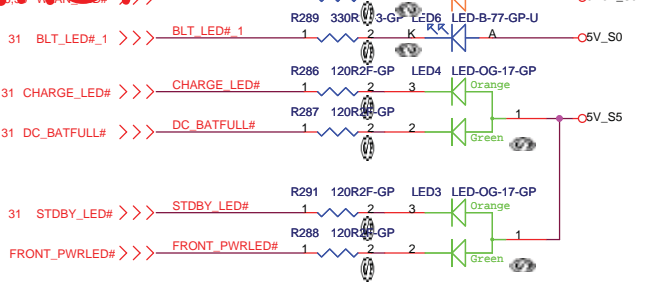 R289 330R 3-GP LED6 LED-B-77-GP-U
31 BLT_LED#_1 BLT_LED#_1 1 2 K A 5V_S0
R286 120R2F-GP LED4 LED-OG-17-GP
31 CHARGE_LED# CHARGE_LED# 1 2 3 Orange
R287 120R2F-GP 1 5V_S5
31 DC_BATFULL# DC_BATFULL# 1 2 2 Green
R291 120R2F-GP LED3 LED-OG-17-GP
31 STDBY_LED# STDBY_LED# 1 2 3 Orange
R288 120R2F-GP 1
FRONT_PWRLED# FRONT_PWRLED# 1 2 2 Green